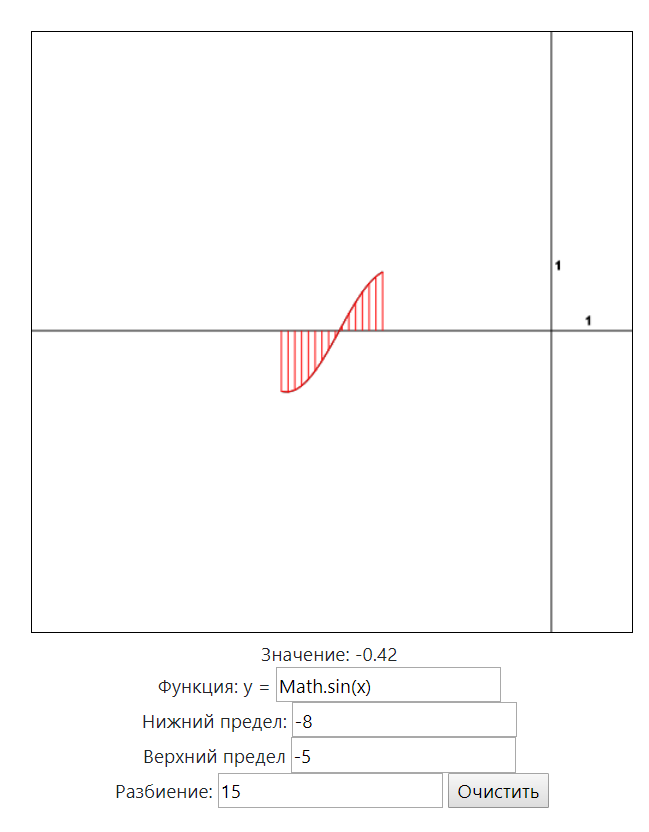 1
1
Значение: -0.42
Функция: y = Math.sin(x)
Нижний предел: -8
Верхний предел -5
Разбиение: 15 Очистить